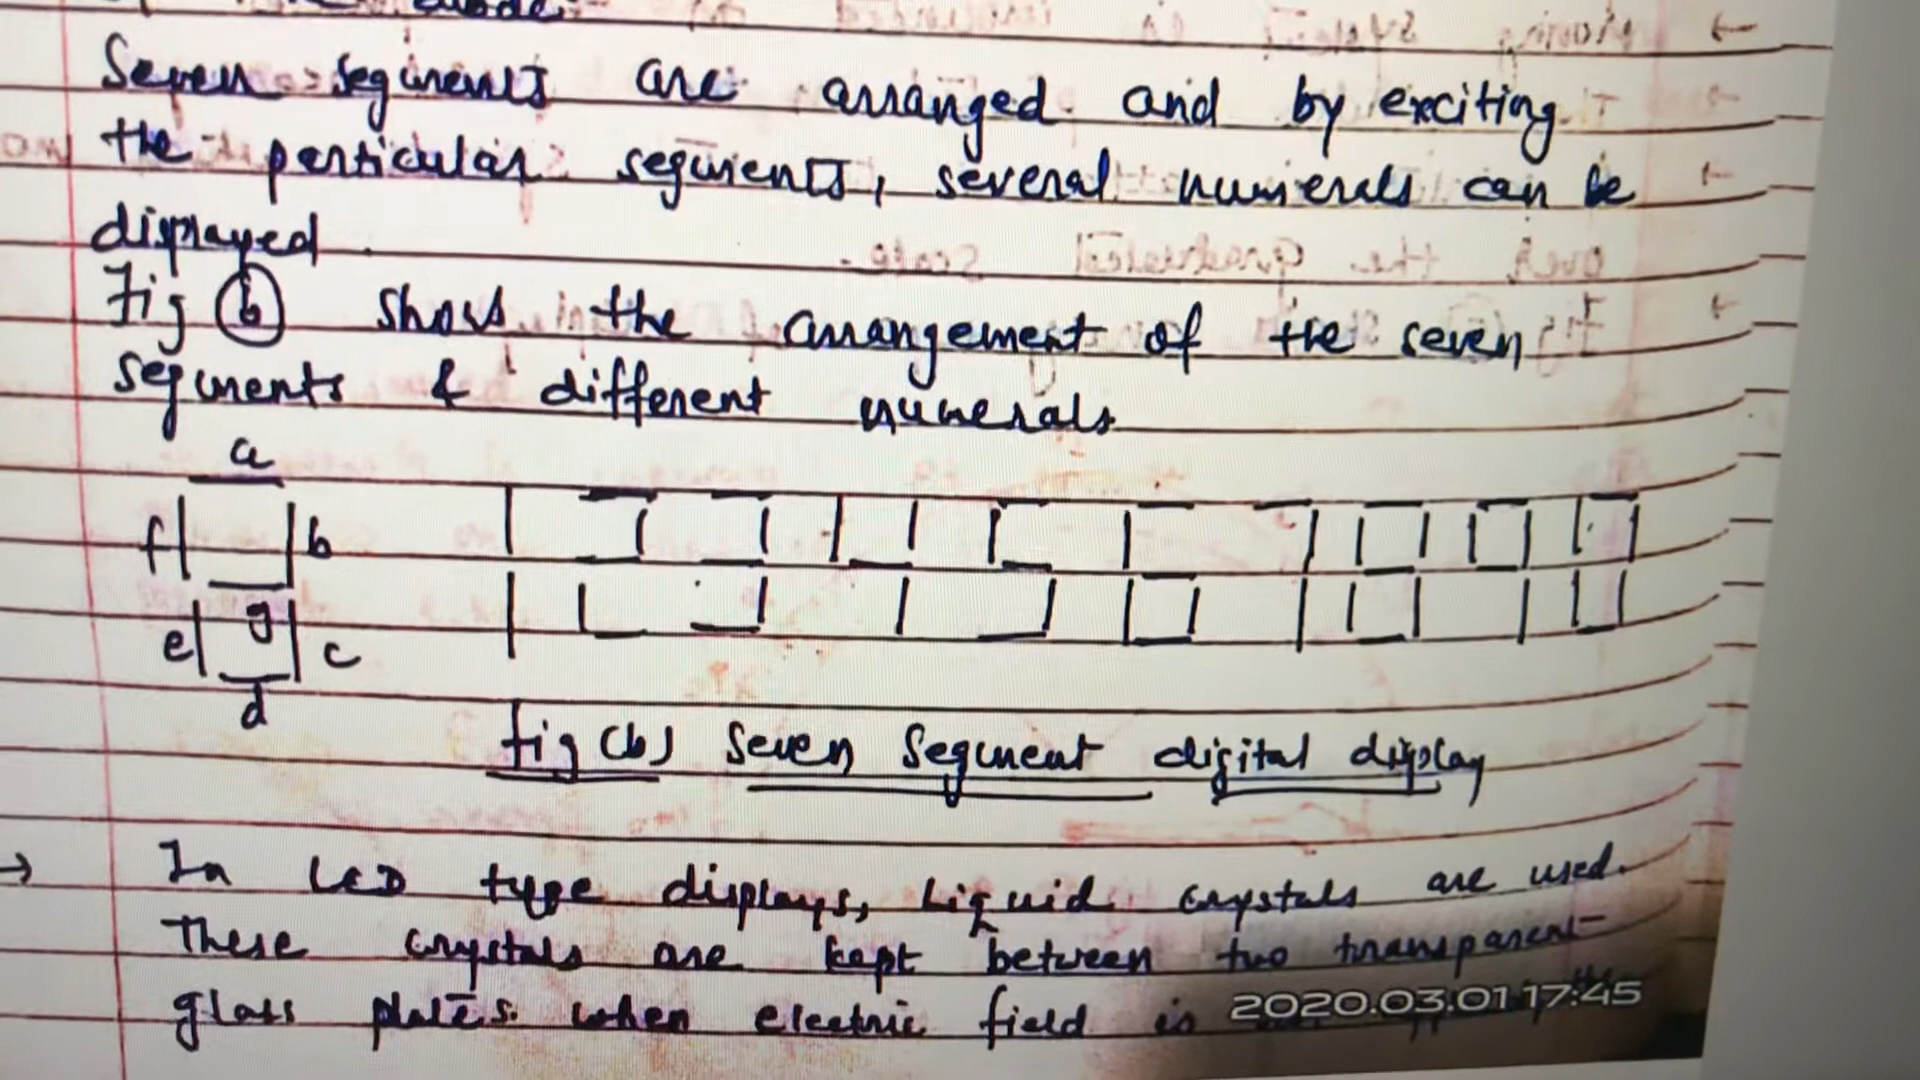 Seven segments are arranged and by exciting
the particular segments, several numerals can be
displayed.
Fig (b) shows the arrangement of the seven
segments & different numerals
a
f b
g
e c
d
fig (b) Seven Segment digital display
→ In LCD type displays, Liquid crystals are used.
These crystals are kept between two transparent
glass plates. when electric field is
2020.03.01 17:45